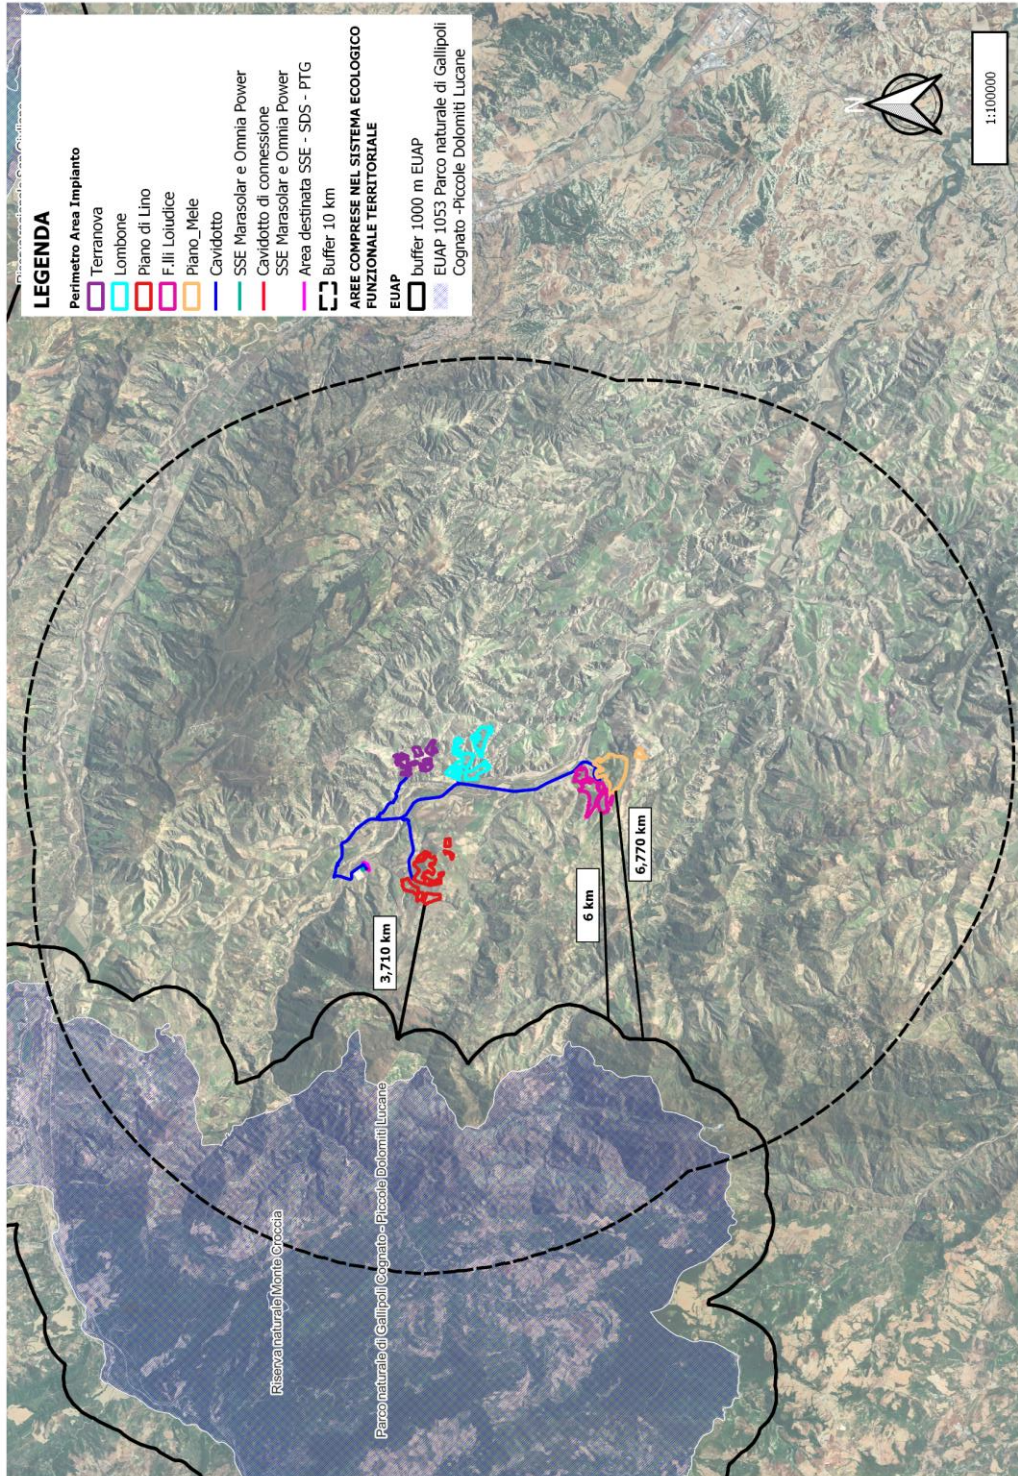 LEGENDA
Perimetro Area Impianto
Terranova
Lombone
Piano di Lino
F.lli Loiudice
Piano_Mele
Cavidotto
SSE Marasolar e Omnia Power
Cavidotto di connessione
SSE Marasolar e Omnia Power
Area destinata SSE - SDS - PTG
Buffer 10 km
AREE COMPRESE NEL SISTEMA ECOLOGICO
FUNZIONALE TERRITORIALE
EUAP
buffer 1000 m EUAP
EUAP 1053 Parco naturale di Gallipoli
Cognato -Piccole Dolomiti Lucane
N
1:100000
3,710 km
6 km
6,770 km
Riserva naturale Monte Croccia
Parco naturale di Gallipoli Cognato - Piccole Dolomiti Lucane